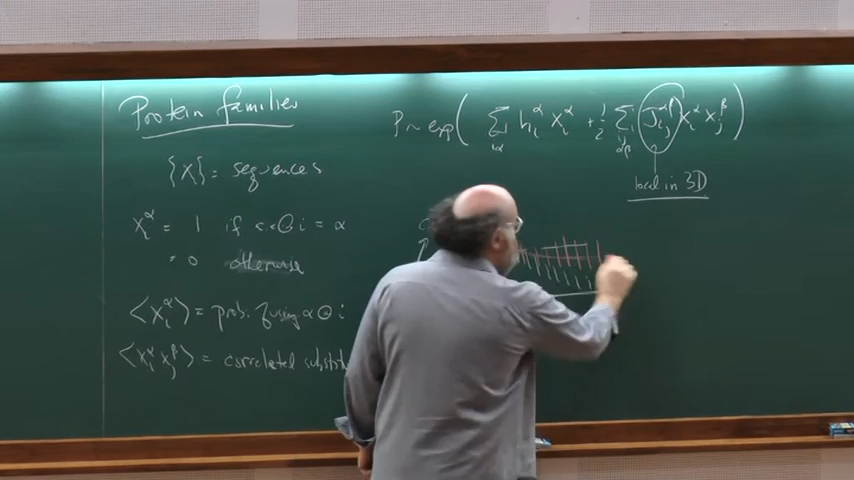 Protein families
{X} = sequences
x_i^α = 1 if aa@i = α
= 0 otherwise
<x_i^α> = prob. of using α@i
<x_i^α x_j^β> = correlated substit
P ~ exp( Σ_{iα} h_i^α x_i^α + 1/2 Σ_{ij αβ} J_{ij}^{αβ} x_i^α x_j^β )
local in 3D